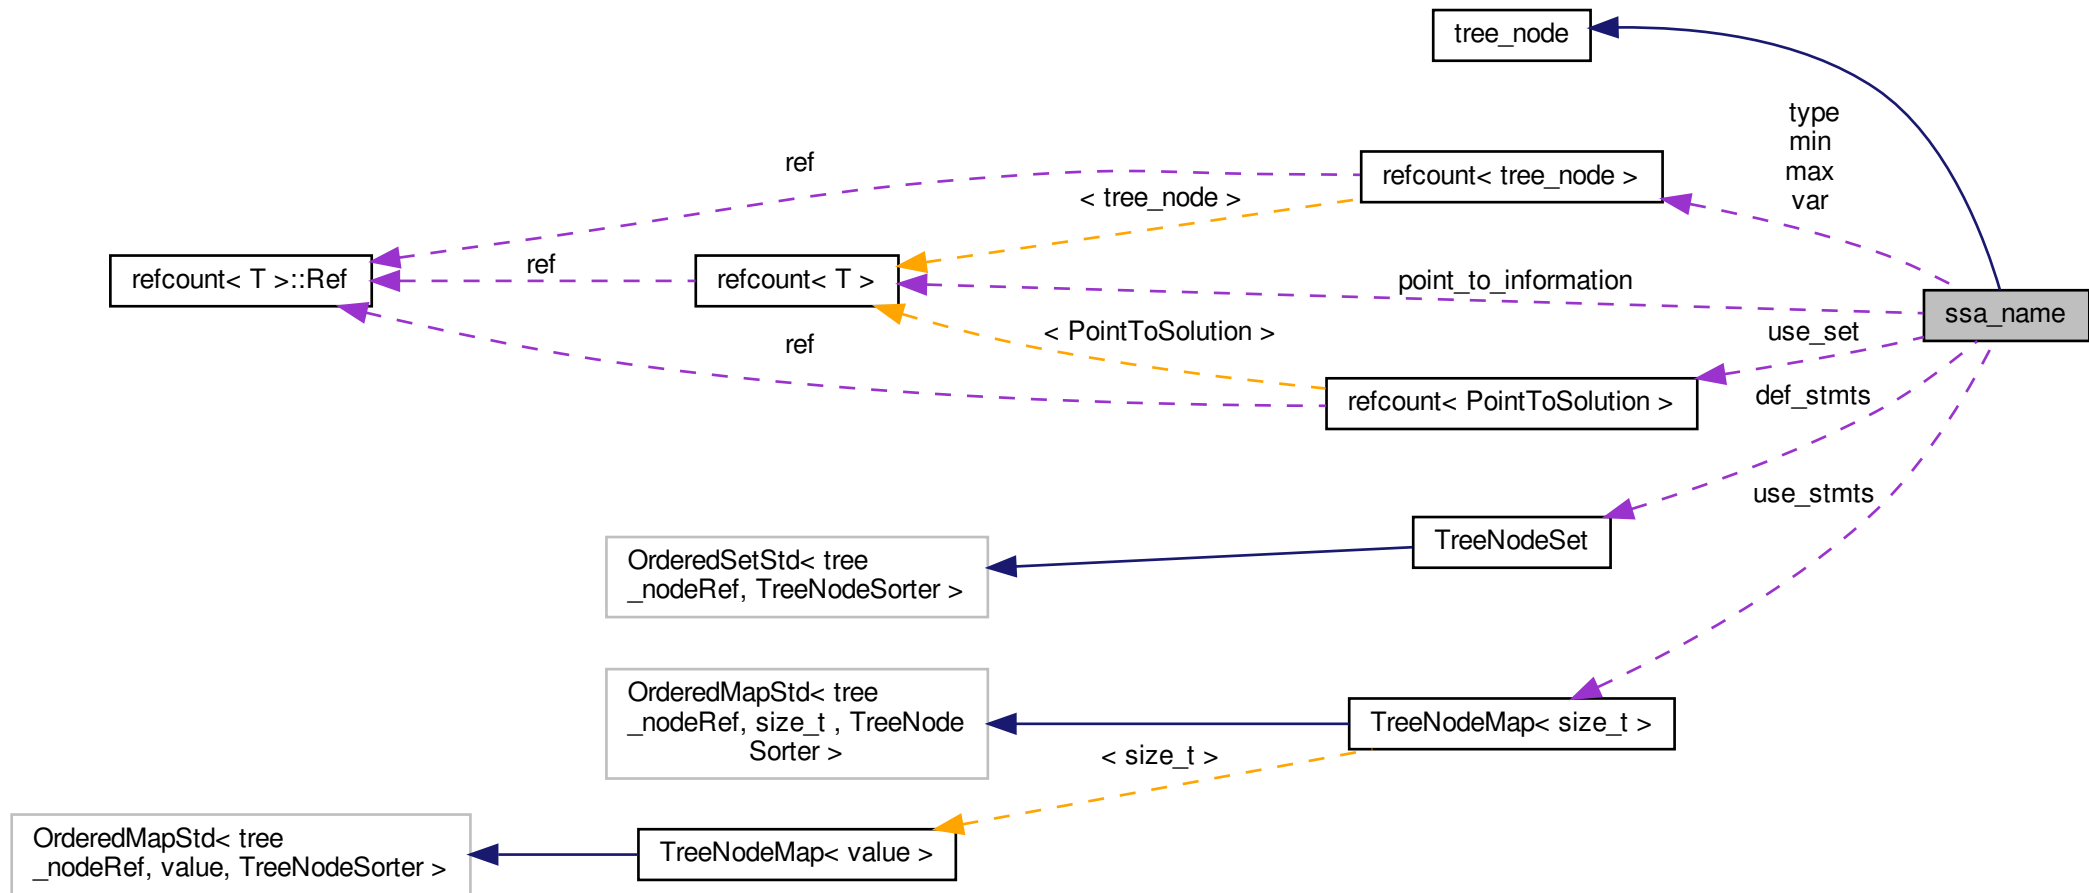 tree_node
type
min
max
var
ref
refcount< tree_node >
< tree_node >
refcount< T >::Ref
ref
refcount< T >
point_to_information
ssa_name
< PointToSolution >
use_set
ref
refcount< PointToSolution >
def_stmts
use_stmts
OrderedSetStd< tree
_nodeRef, TreeNodeSorter >
TreeNodeSet
OrderedMapStd< tree
_nodeRef, size_t , TreeNode
Sorter >
TreeNodeMap< size_t >
< size_t >
OrderedMapStd< tree
_nodeRef, value, TreeNodeSorter >
TreeNodeMap< value >